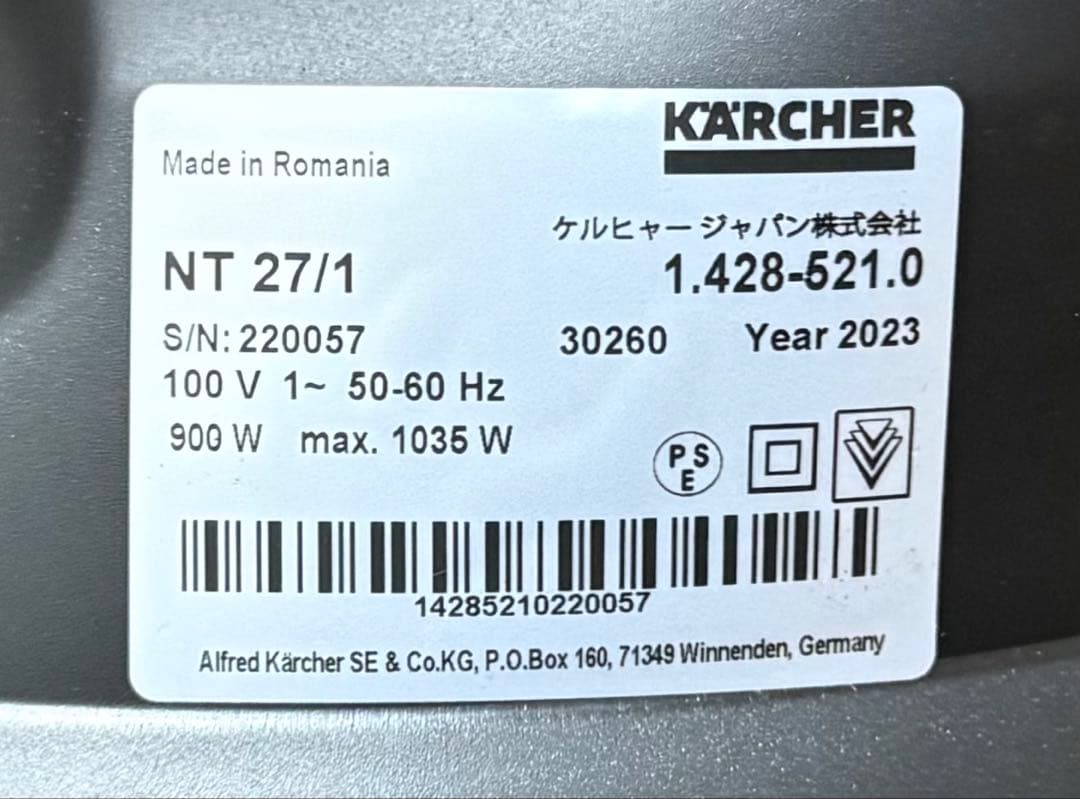 KÄRCHER
Made in Romania
ケルヒャー ジャパン株式会社
NT 27/1 1.428-521.0
S/N: 220057 30260 Year 2023
100 V 1~ 50-60 Hz
900 W max. 1035 W
PSE
14285210220057
Alfred Kärcher SE & Co.KG, P.O.Box 160, 71349 Winnenden, Germany